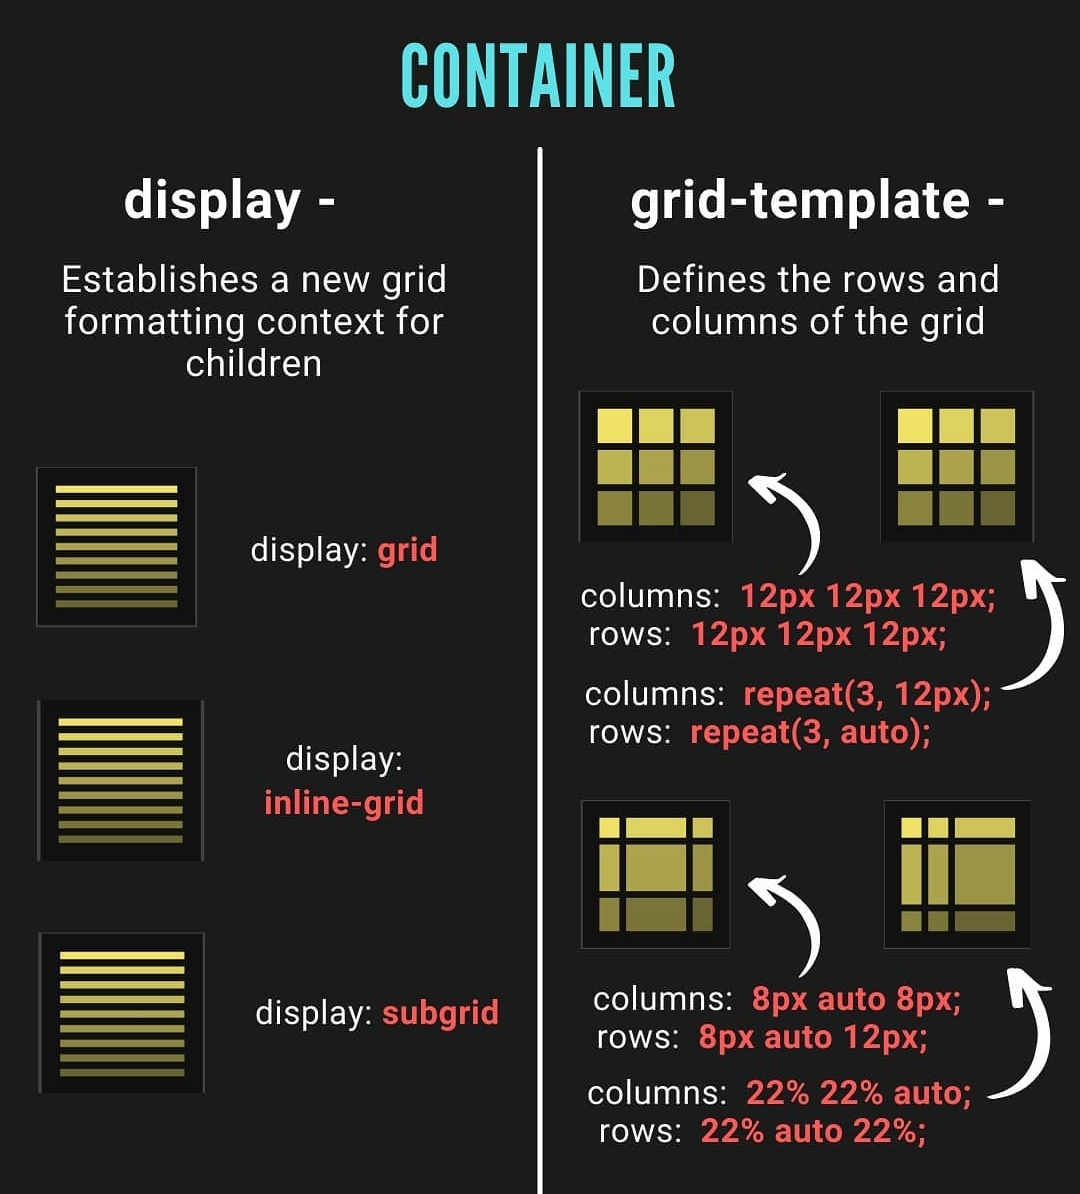 CONTAINER
display -
Establishes a new grid
formatting context for
children
display: grid
display:
inline-grid
display: subgrid
grid-template -
Defines the rows and
columns of the grid
columns: 12px 12px 12px;
rows: 12px 12px 12px;
columns: repeat(3, 12px);
rows: repeat(3, auto);
columns: 8px auto 8px;
rows: 8px auto 12px;
columns: 22% 22% auto;
rows: 22% auto 22%;